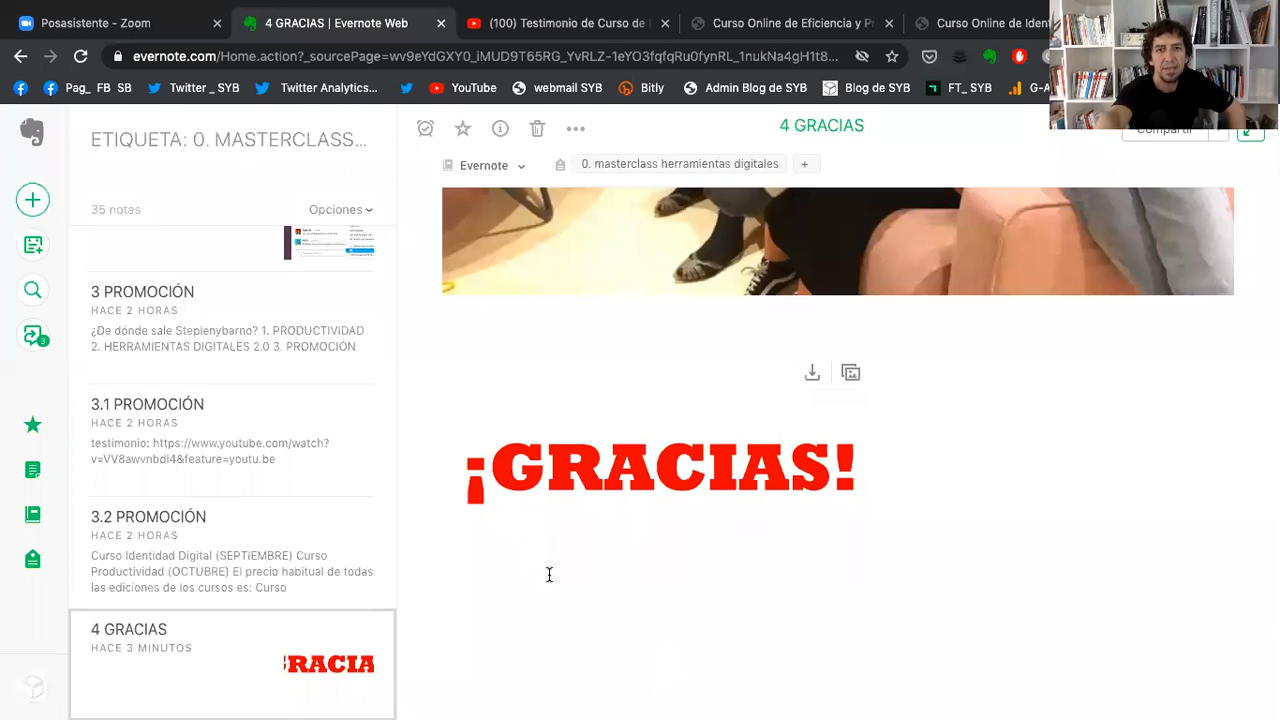 Posasistente - Zoom
4 GRACIAS | Evernote Web
(100) Testimonio de Curso de
Curso Online de Eficiencia y Pr
Curso Online de Ident
evernote.com/Home.action?_sourcePage=
Pag_ FB SB
Twitter _ SYB
Twitter Analytics...
YouTube
webmail SYB
Bitly
Admin Blog de SYB
Blog de SYB
FT_ SYB
G-A
ETIQUETA: 0. MASTERCLASS...
35 notas
Opciones
3 PROMOCIÓN
HACE 2 HORAS
¿De dónde sale Stepienybarno? 1. PRODUCTIVIDAD
2. HERRAMIENTAS DIGITALES 2.0 3. PROMOCIÓN
3.1 PROMOCIÓN
HACE 2 HORAS
testimonio: https://www.youtube.com/watch?
v=VV8awvnbdl4&feature=youtu.be
3.2 PROMOCIÓN
HACE 2 HORAS
Curso Identidad Digital (SEPTIEMBRE) Curso
Productividad (OCTUBRE) El precio habitual de todas
las ediciones de los cursos es: Curso
4 GRACIAS
HACE 3 MINUTOS
GRACIA
3
4 GRACIAS
Compartir
Evernote
0. masterclass herramientas digitales
+
¡GRACIAS!